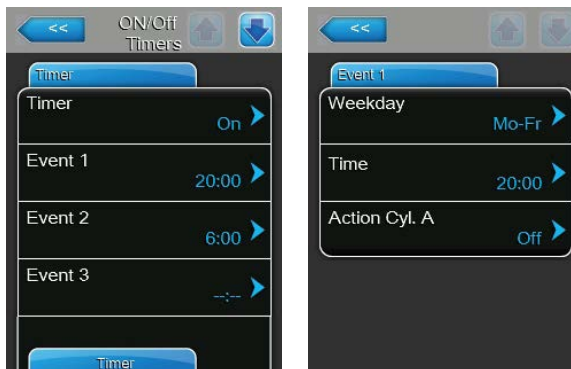 <<
ON/Off
Timers
Timer
Timer
On
Event 1
20:00
Event 2
6:00
Event 3
--:--
Timer
<<
Event 1
Weekday
Mo-Fr
Time
20:00
Action Cyl. A
Off